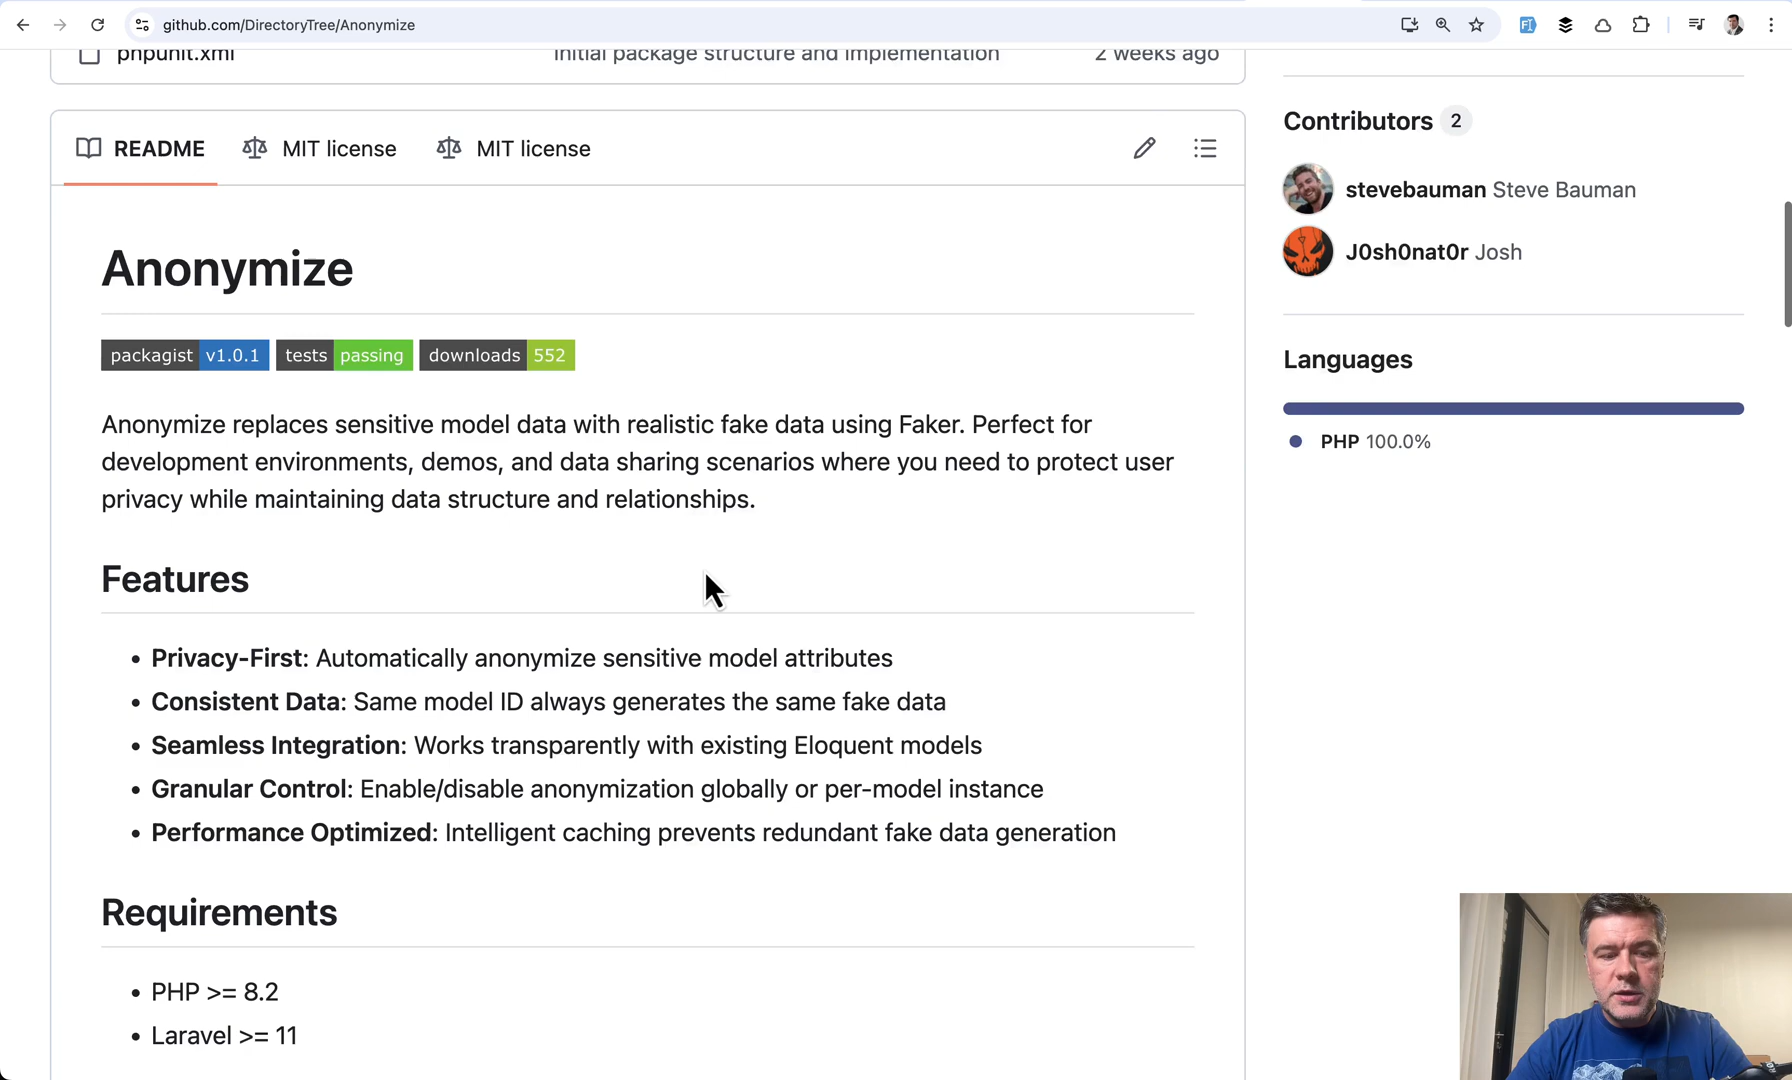 github.com/DirectoryTree/Anonymize
phpunit.xml Initial package structure and implementation 2 weeks ago
README MIT license MIT license
Anonymize
packagist v1.0.1 tests passing downloads 552
Anonymize replaces sensitive model data with realistic fake data using Faker. Perfect for
development environments, demos, and data sharing scenarios where you need to protect user
privacy while maintaining data structure and relationships.
Features
• Privacy-First: Automatically anonymize sensitive model attributes
• Consistent Data: Same model ID always generates the same fake data
• Seamless Integration: Works transparently with existing Eloquent models
• Granular Control: Enable/disable anonymization globally or per-model instance
• Performance Optimized: Intelligent caching prevents redundant fake data generation
Requirements
• PHP >= 8.2
• Laravel >= 11
Contributors 2
stevebauman Steve Bauman
J0sh0nat0r Josh
Languages
PHP 100.0%